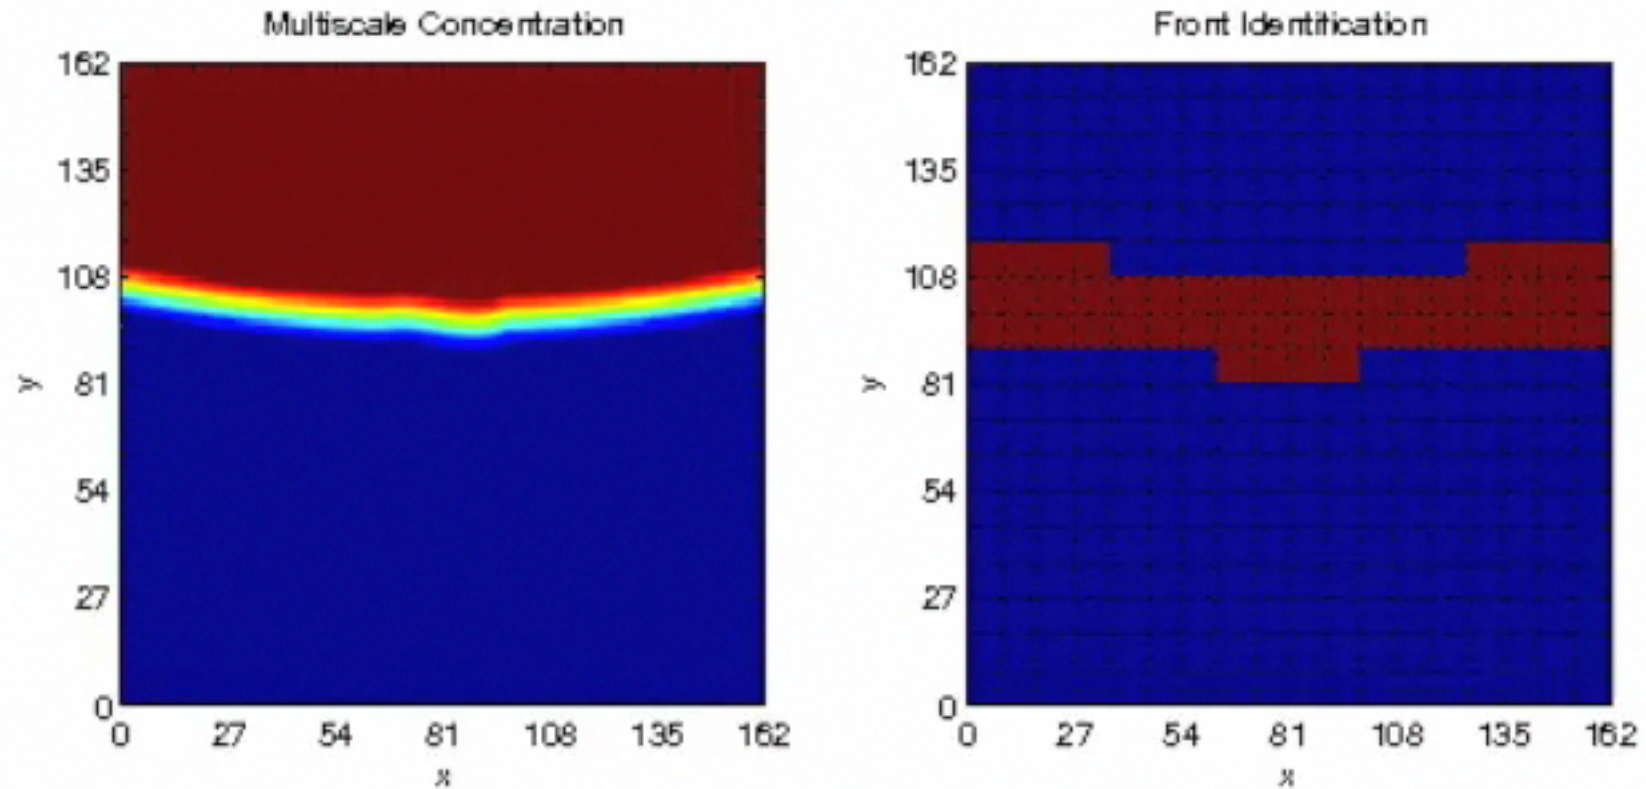 Multiscale Concentration
162
135
108
81
54
27
0
y
0 27 54 81 108 135 162
x
Front Identification
162
135
108
81
54
27
0
y
0 27 54 81 108 135 162
x